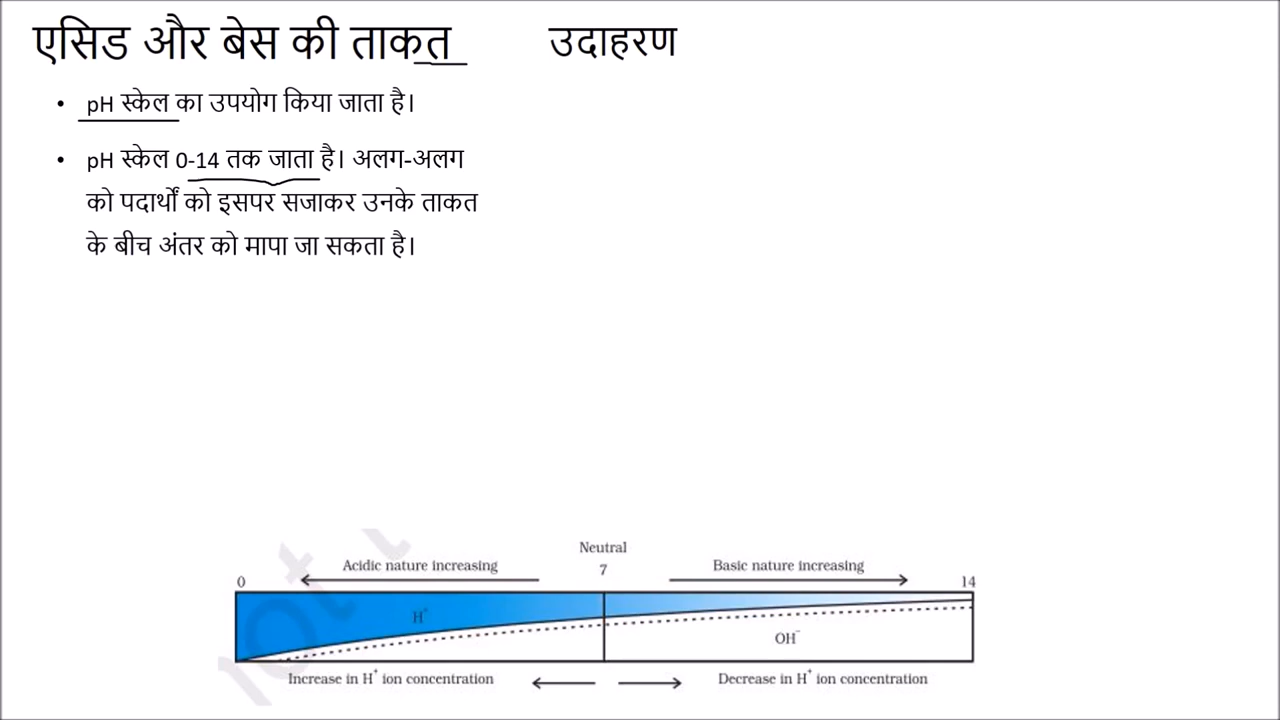 एसिड और बेस की ताकत
उदाहरण
• pH स्केल का उपयोग किया जाता है।
• pH स्केल 0-14 तक जाता है। अलग-अलग
को पदार्थों को इसपर सजाकर उनके ताकत
के बीच अंतर को मापा जा सकता है।
Neutral
Acidic nature increasing 7 Basic nature increasing
0 14
H⁺
OH⁻
Increase in H⁺ ion concentration Decrease in H⁺ ion concentration